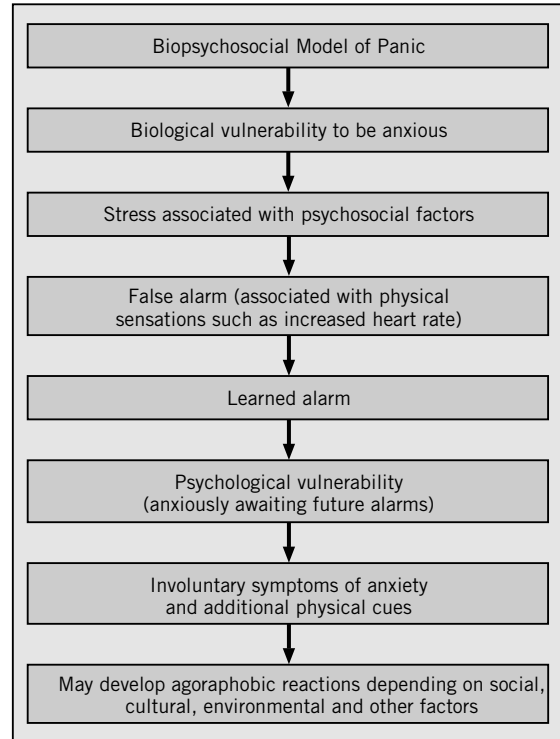 Biopsychosocial Model of Panic
Biological vulnerability to be anxious
Stress associated with psychosocial factors
False alarm (associated with physical
sensations such as increased heart rate)
Learned alarm
Psychological vulnerability
(anxiously awaiting future alarms)
Involuntary symptoms of anxiety
and additional physical cues
May develop agoraphobic reactions depending on social,
cultural, environmental and other factors